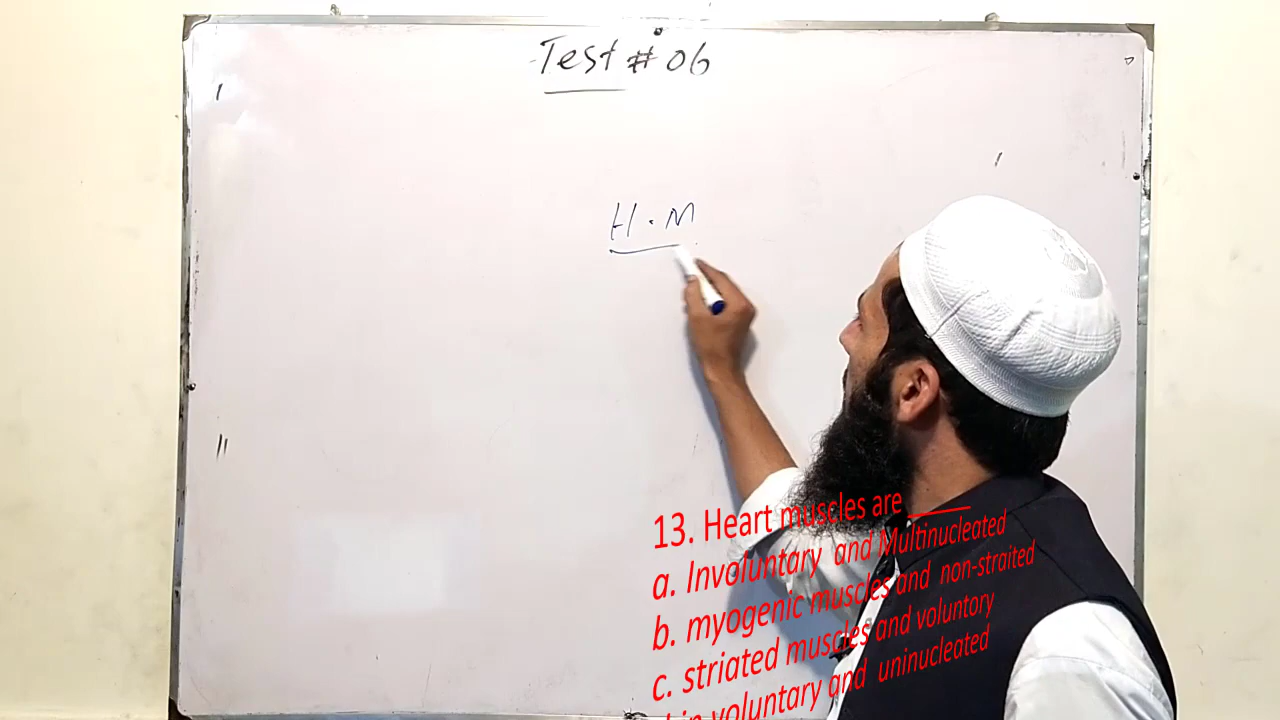 Test # 06
H.M
13. Heart muscles are ______
a. Involuntary and Multinucleated
b. myogenic muscles and non-straited
c. striated muscles and voluntory
voluntary and uninucleated